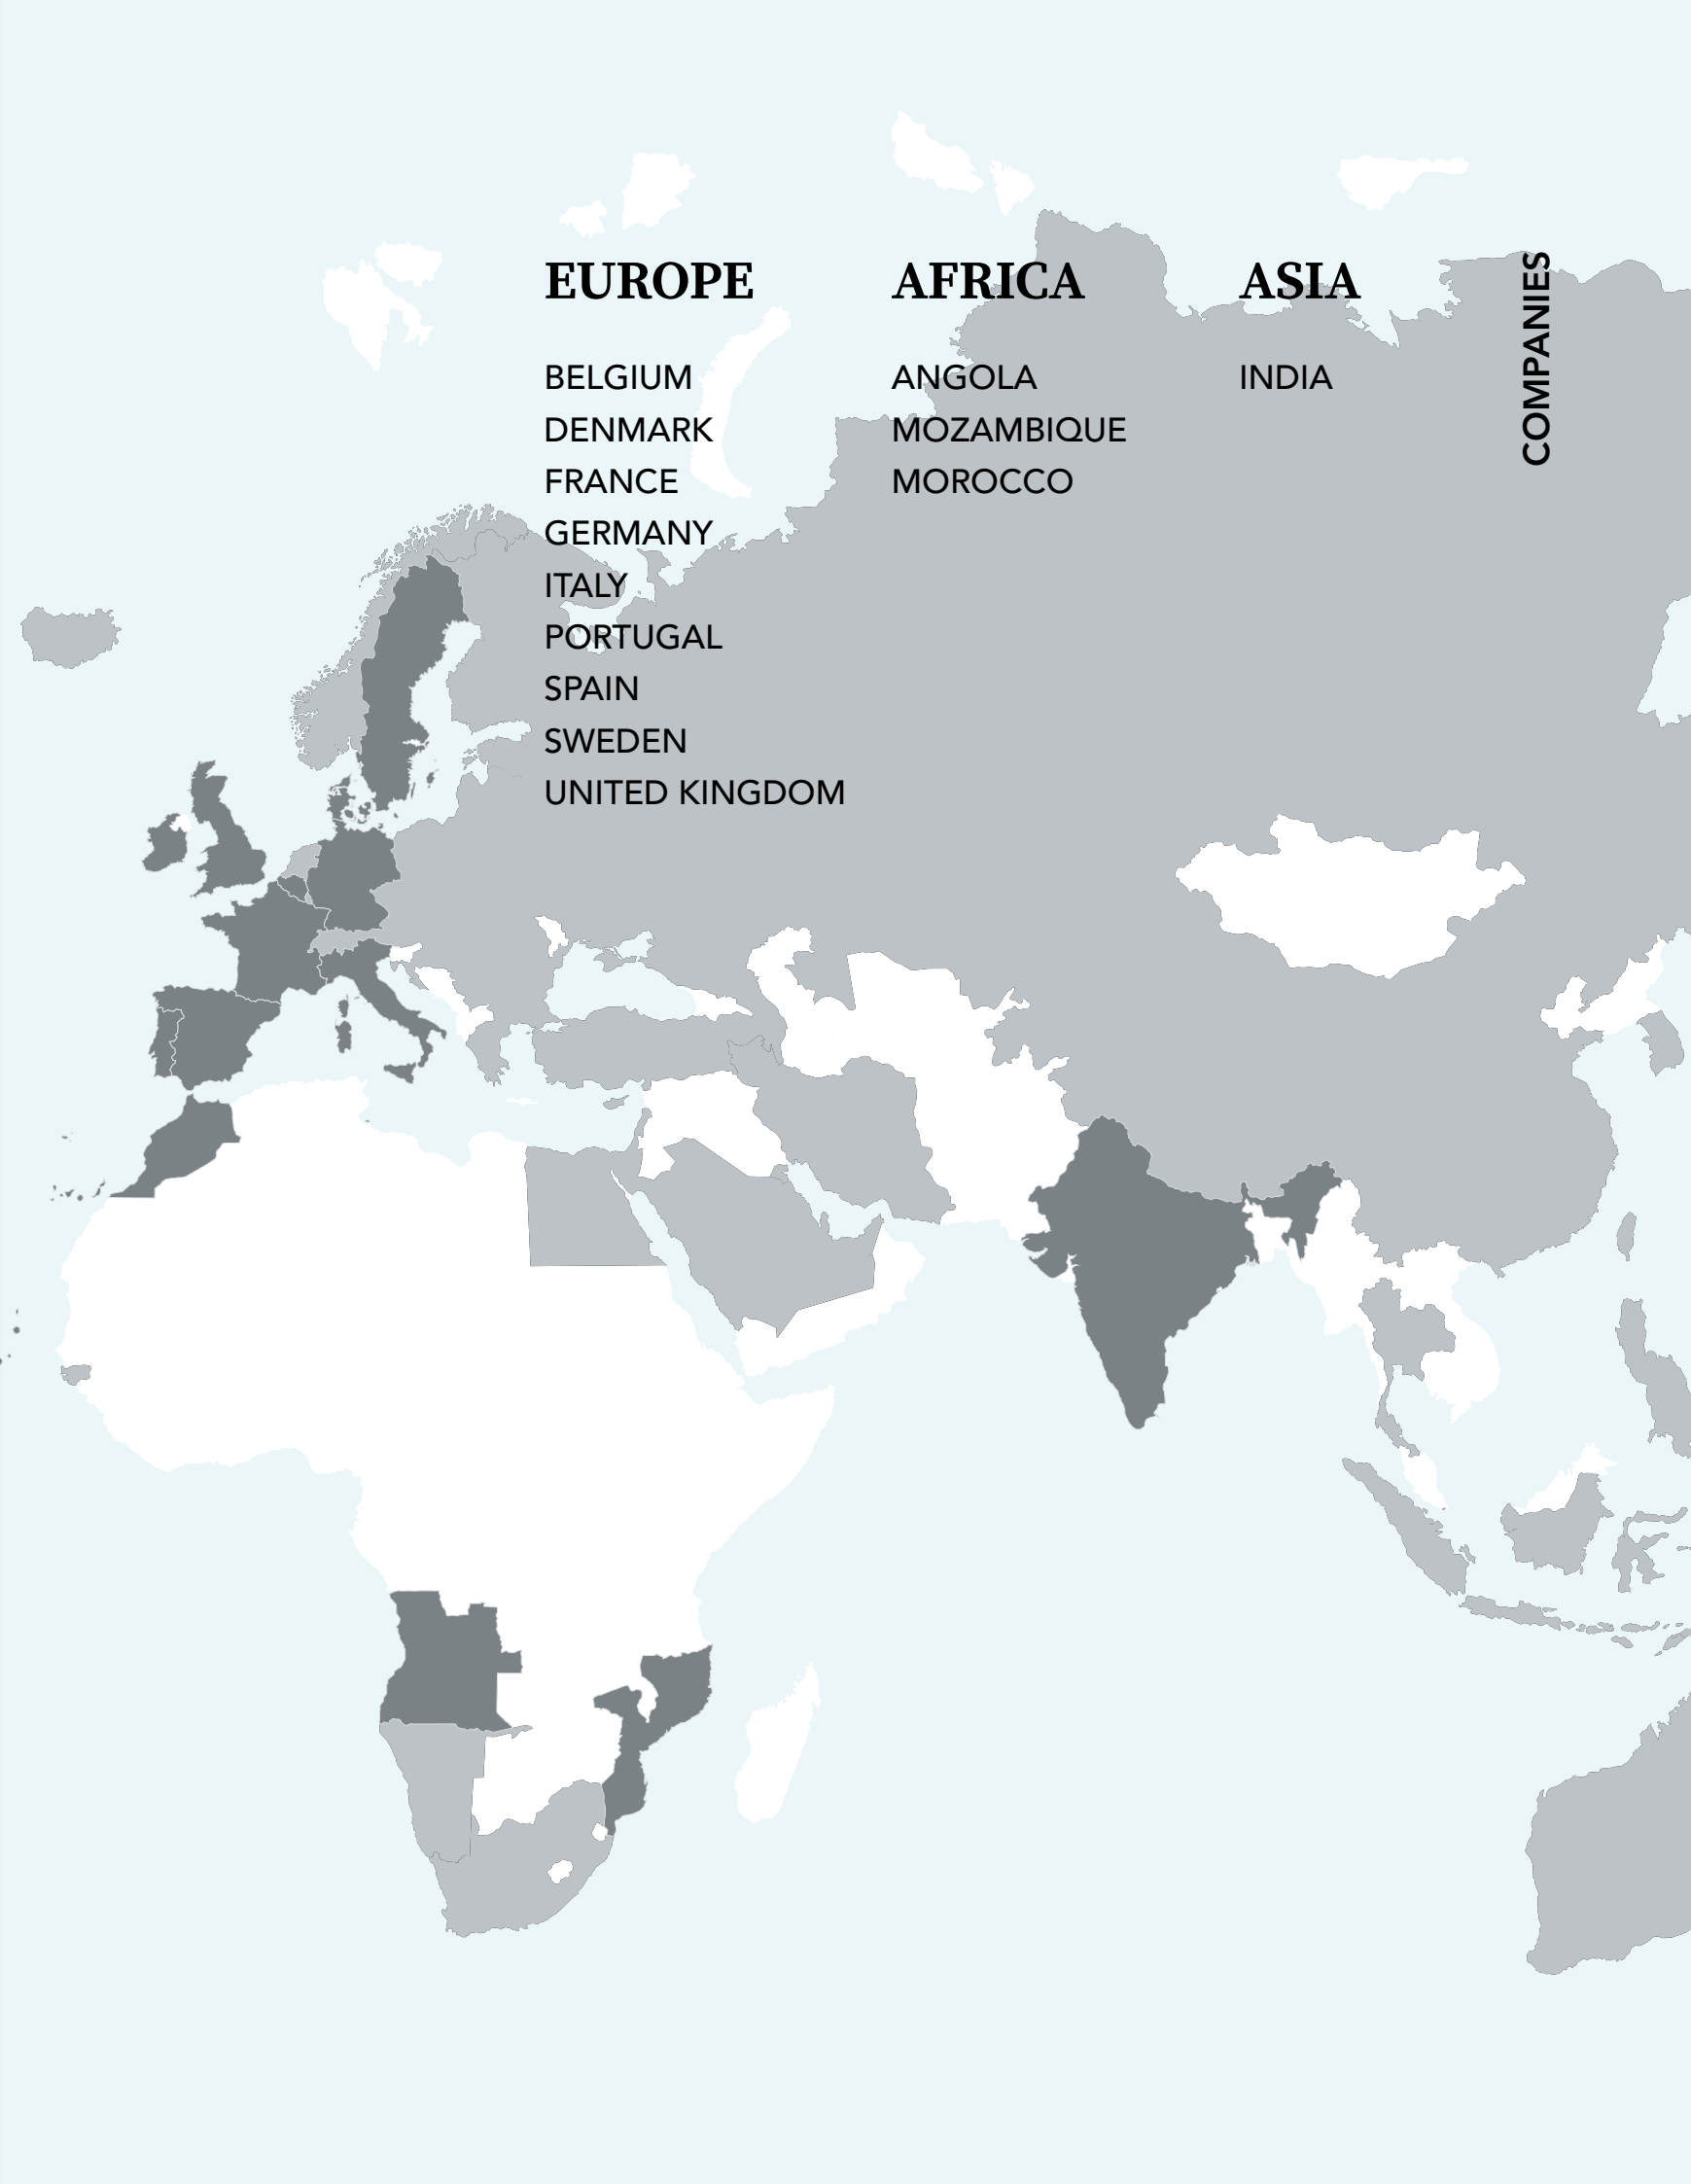 EUROPE
BELGIUM
DENMARK
FRANCE
GERMANY
ITALY
PORTUGAL
SPAIN
SWEDEN
UNITED KINGDOM
AFRICA
ANGOLA
MOZAMBIQUE
MOROCCO
ASIA
INDIA
COMPANIES